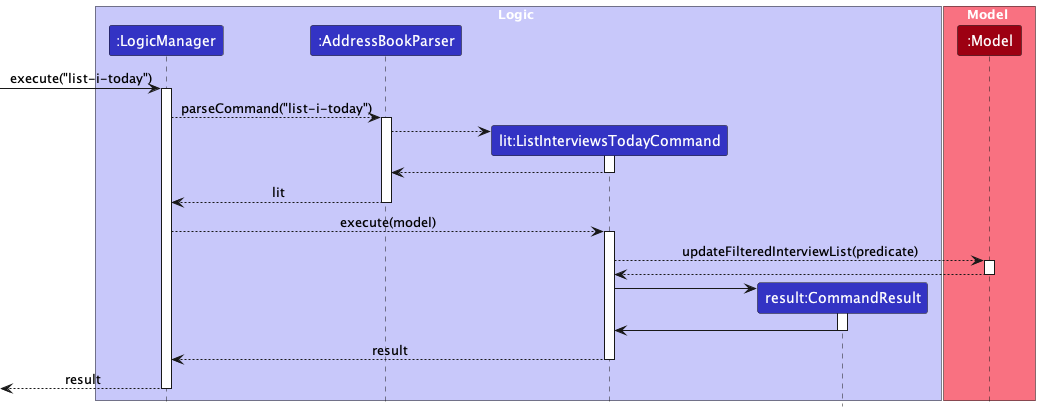 Logic
Model
:LogicManager
:AddressBookParser
:Model
execute("list-i-today")
parseCommand("list-i-today")
lit:ListInterviewsTodayCommand
lit
execute(model)
updateFilteredInterviewList(predicate)
result:CommandResult
result
result